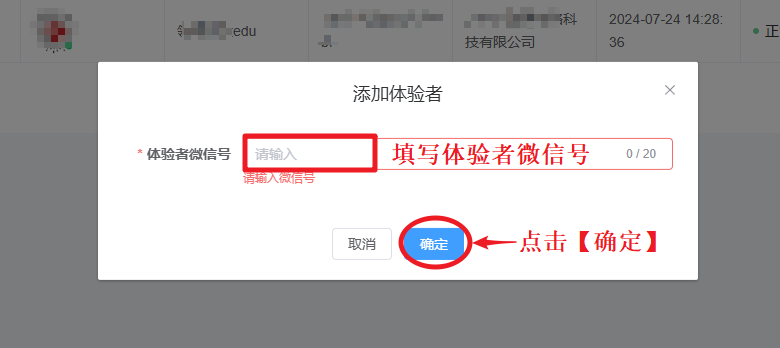 edu
科
技有限公司
2024-07-24 14:28:
36
正
添加体验者
* 体验者微信号
请输入
填写体验者微信号
0 / 20
请输入微信号
取消
确定
点击【确定】